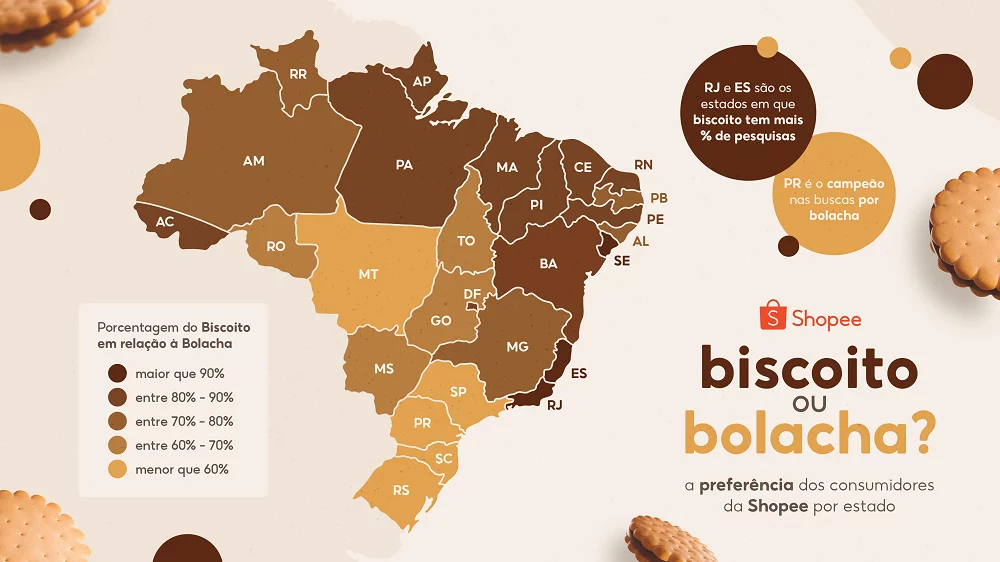 RR
AP
AM
PA
MA
CE
RN
PB
PI
PE
AC
AL
RO
TO
SE
BA
MT
DF
GO
MG
MS
ES
SP
RJ
PR
SC
RS
Porcentagem do Biscoito
em relação à Bolacha
maior que 90%
entre 80% - 90%
entre 70% - 80%
entre 60% - 70%
menor que 60%
RJ e ES são os
estados em que
biscoito tem mais
% de pesquisas
PR é o campeão
nas buscas por
bolacha
S Shopee
biscoito
ou
bolacha?
a preferência dos consumidores
da Shopee por estado